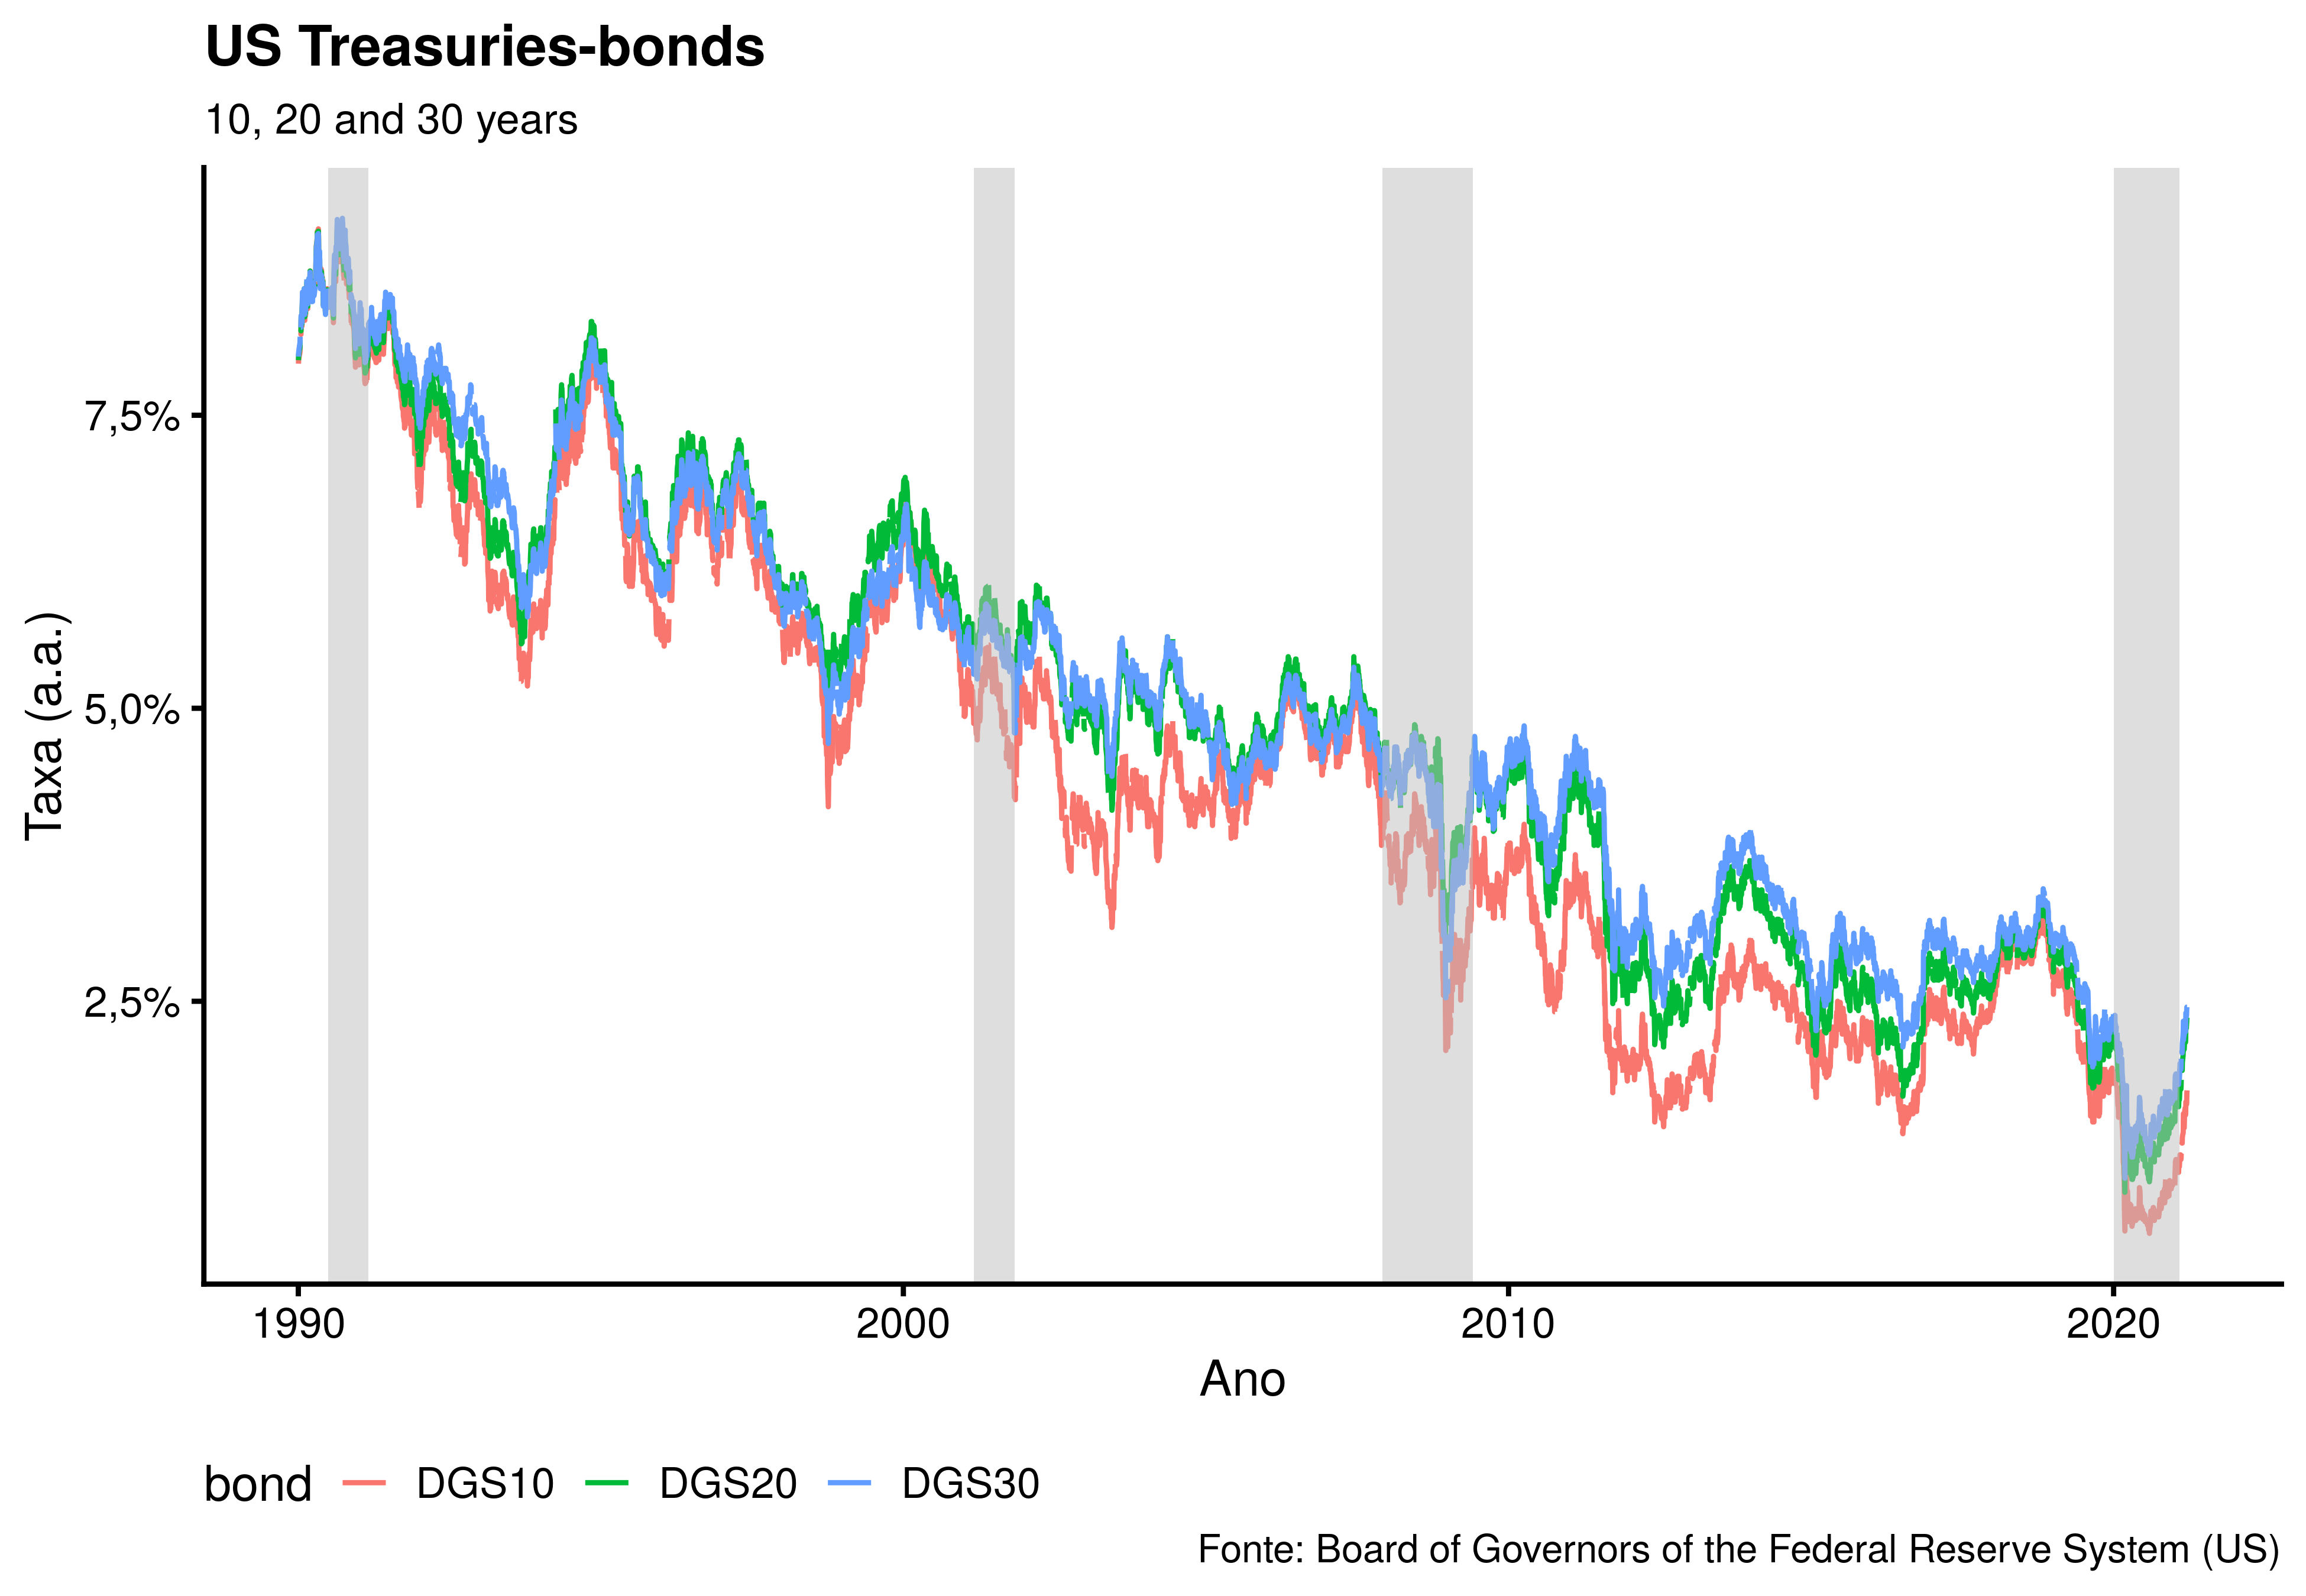 US Treasuries-bonds
10, 20 and 30 years
Taxa (a.a.)
7,5%
5,0%
2,5%
1990 2000 2010 2020
Ano
bond DGS10 DGS20 DGS30
Fonte: Board of Governors of the Federal Reserve System (US)